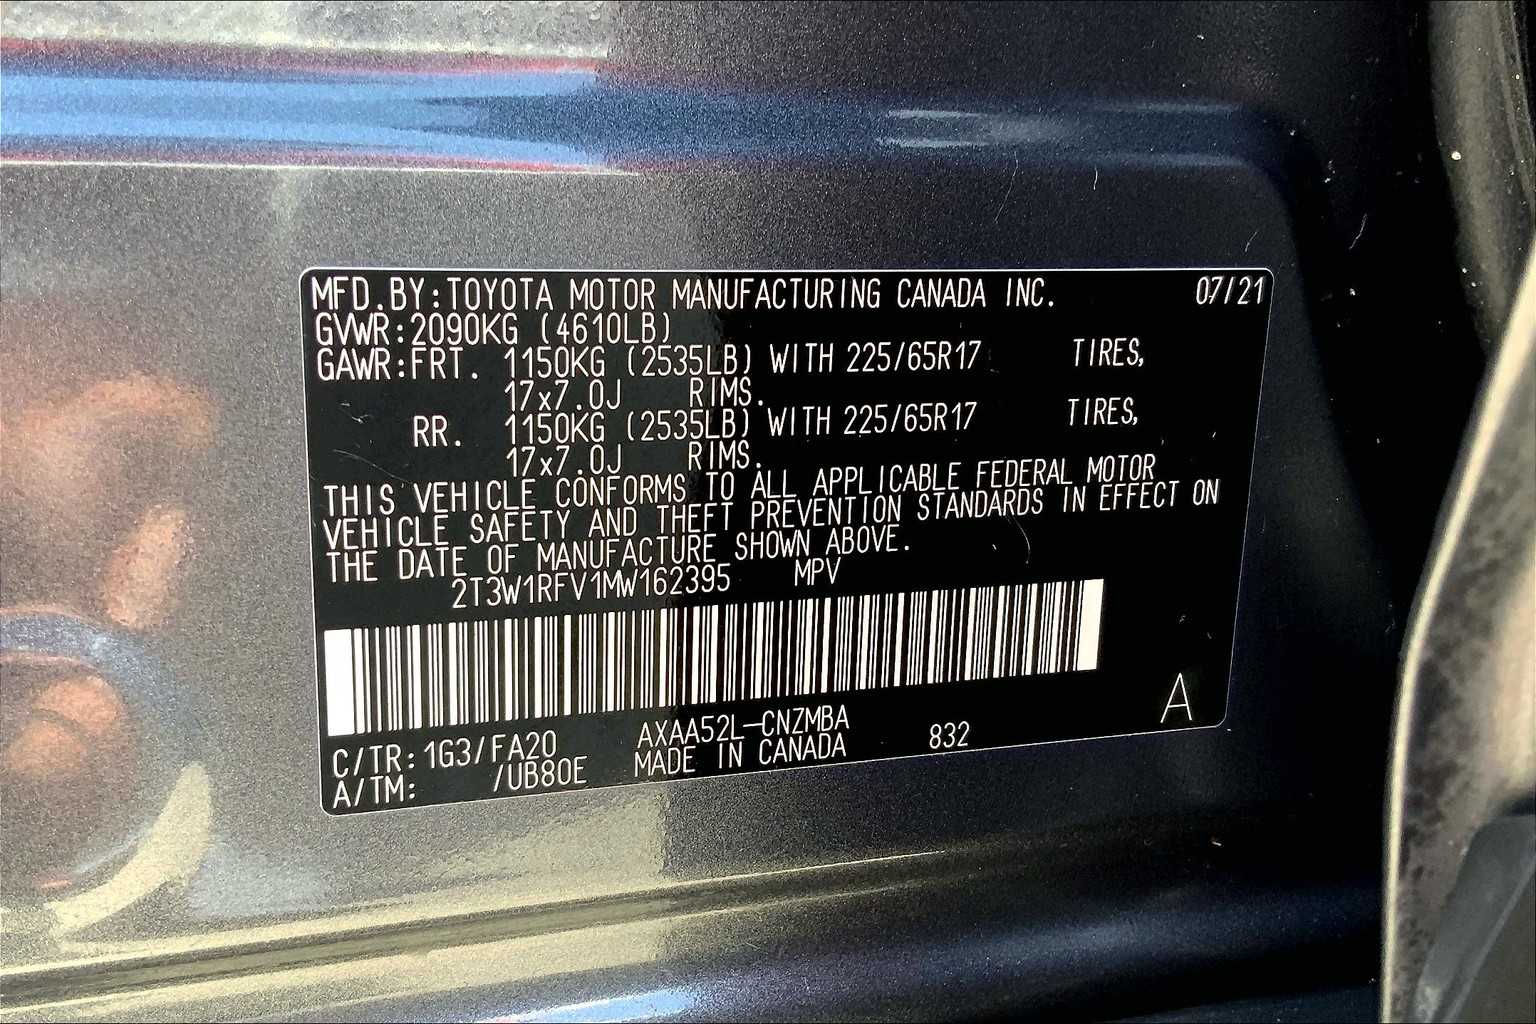 MFD.BY:TOYOTA MOTOR MANUFACTURING CANADA INC. 07/21
GVWR:2090KG (4610LB)
GAWR:FRT. 1150KG (2535LB) WITH 225/65R17 TIRES,
17x7.0J RIMS.
RR. 1150KG (2535LB) WITH 225/65R17 TIRES,
17x7.0J RIMS.
THIS VEHICLE CONFORMS TO ALL APPLICABLE FEDERAL MOTOR
VEHICLE SAFETY AND THEFT PREVENTION STANDARDS IN EFFECT ON
THE DATE OF MANUFACTURE SHOWN ABOVE.
2T3W1RFV1MW162395 MPV
A
C/TR:1G3/FA20 AXAA52L-CNZMBA 832
A/TM: /UB80E MADE IN CANADA